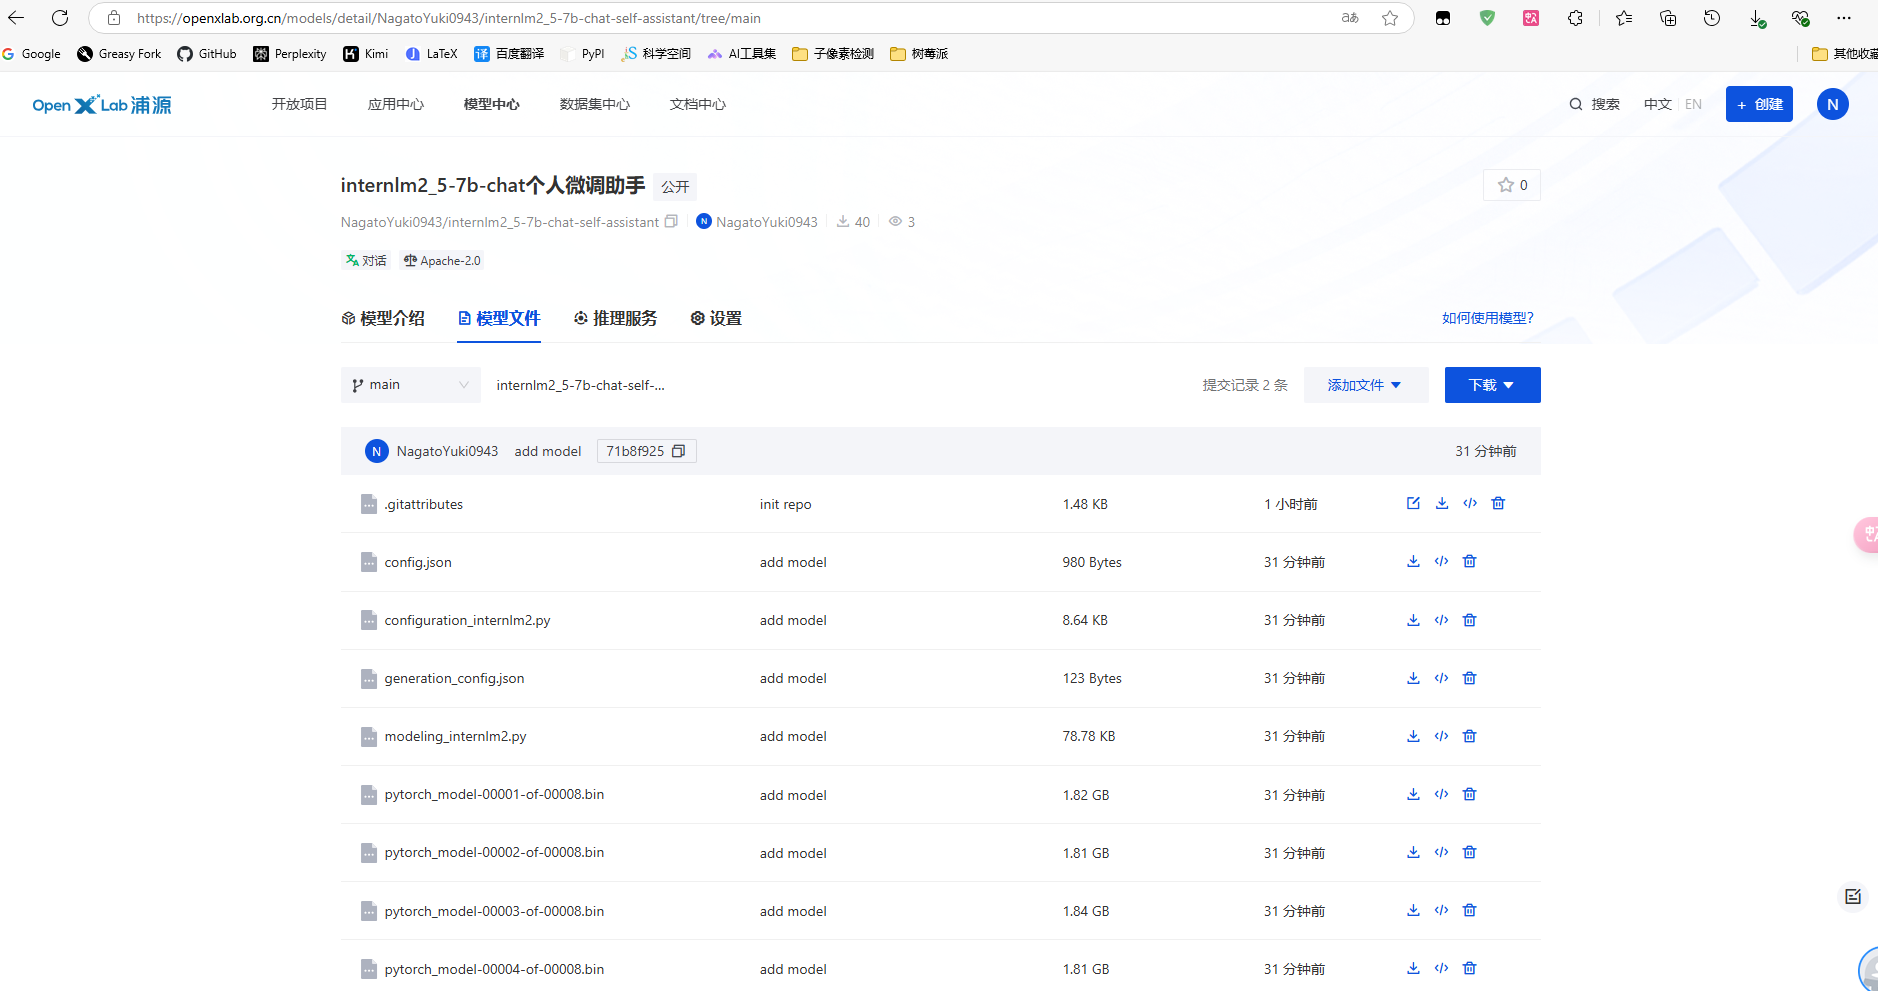 https://openxlab.org.cn/models/detail/NagatoYuki0943/internlm2_5-7b-chat-self-assistant/tree/main
Google Greasy Fork GitHub Perplexity Kimi LaTeX 百度翻译 PyPI 科学空间 AI工具集 子像素检测 树莓派 其他收藏
OpenXLab浦源 开放项目 应用中心 模型中心 数据集中心 文档中心 搜索 中文 EN + 创建 N
internlm2_5-7b-chat个人微调助手 公开 0
NagatoYuki0943/internlm2_5-7b-chat-self-assistant N NagatoYuki0943 40 3
对话 Apache-2.0
模型介绍 模型文件 推理服务 设置 如何使用模型?
main internlm2_5-7b-chat-self-... 提交记录 2 条 添加文件 下载
N NagatoYuki0943 add model 71b8f925 31 分钟前
.gitattributes init repo 1.48 KB 1 小时前
config.json add model 980 Bytes 31 分钟前
configuration_internlm2.py add model 8.64 KB 31 分钟前
generation_config.json add model 123 Bytes 31 分钟前
modeling_internlm2.py add model 78.78 KB 31 分钟前
pytorch_model-00001-of-00008.bin add model 1.82 GB 31 分钟前
pytorch_model-00002-of-00008.bin add model 1.81 GB 31 分钟前
pytorch_model-00003-of-00008.bin add model 1.84 GB 31 分钟前
pytorch_model-00004-of-00008.bin add model 1.81 GB 31 分钟前